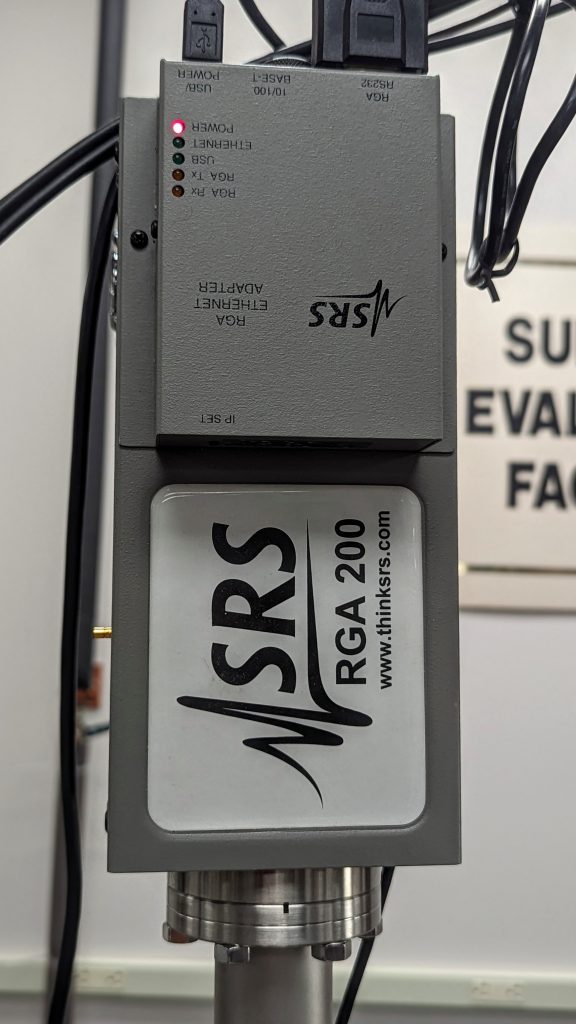 USB/
POWER
10/100
BASE-T
RGA
RS232
POWER
ETHERNET
USB
RGA Tx
RGA Rx
RGA
ETHERNET
ADAPTER
SRS
IP SET
SRS
RGA 200
www.thinksrs.com
SU
EVAL
FAC